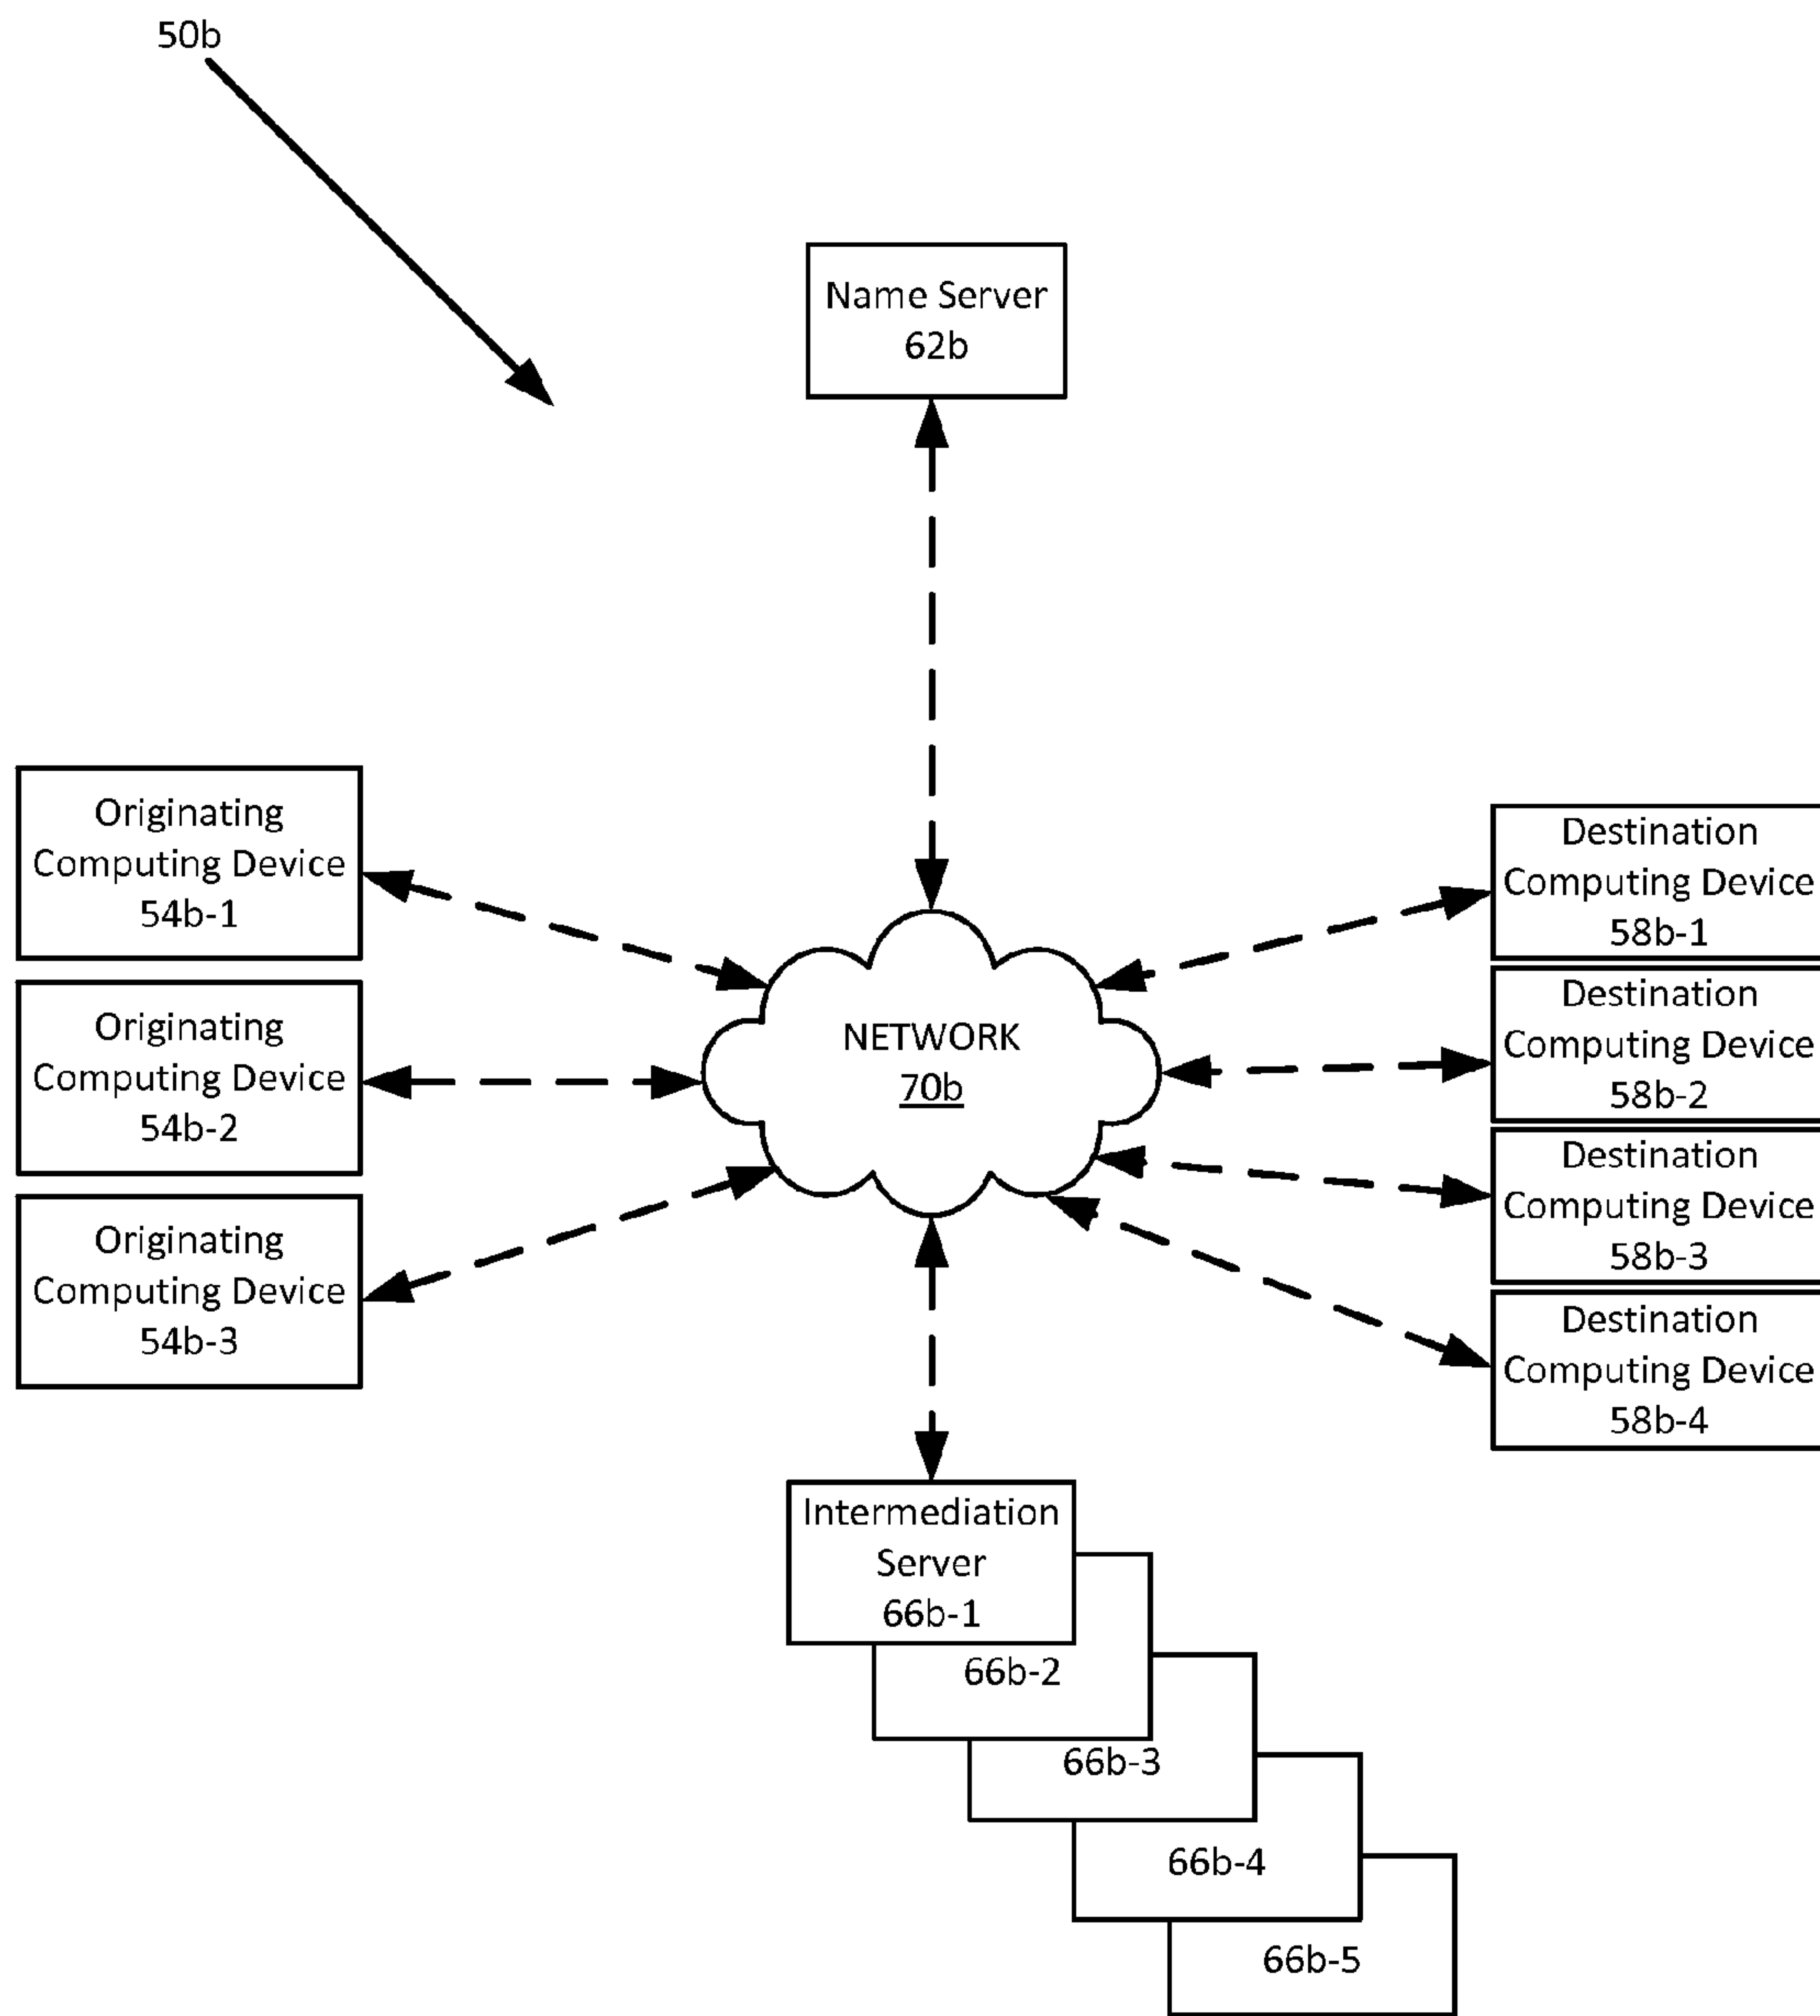 50b
Name Server
62b
Originating
Computing Device
54b-1
Originating
Computing Device
54b-2
Originating
Computing Device
54b-3
NETWORK
70b
Destination
Computing Device
58b-1
Destination
Computing Device
58b-2
Destination
Computing Device
58b-3
Destination
Computing Device
58b-4
Intermediation
Server
66b-1
66b-2
66b-3
66b-4
66b-5